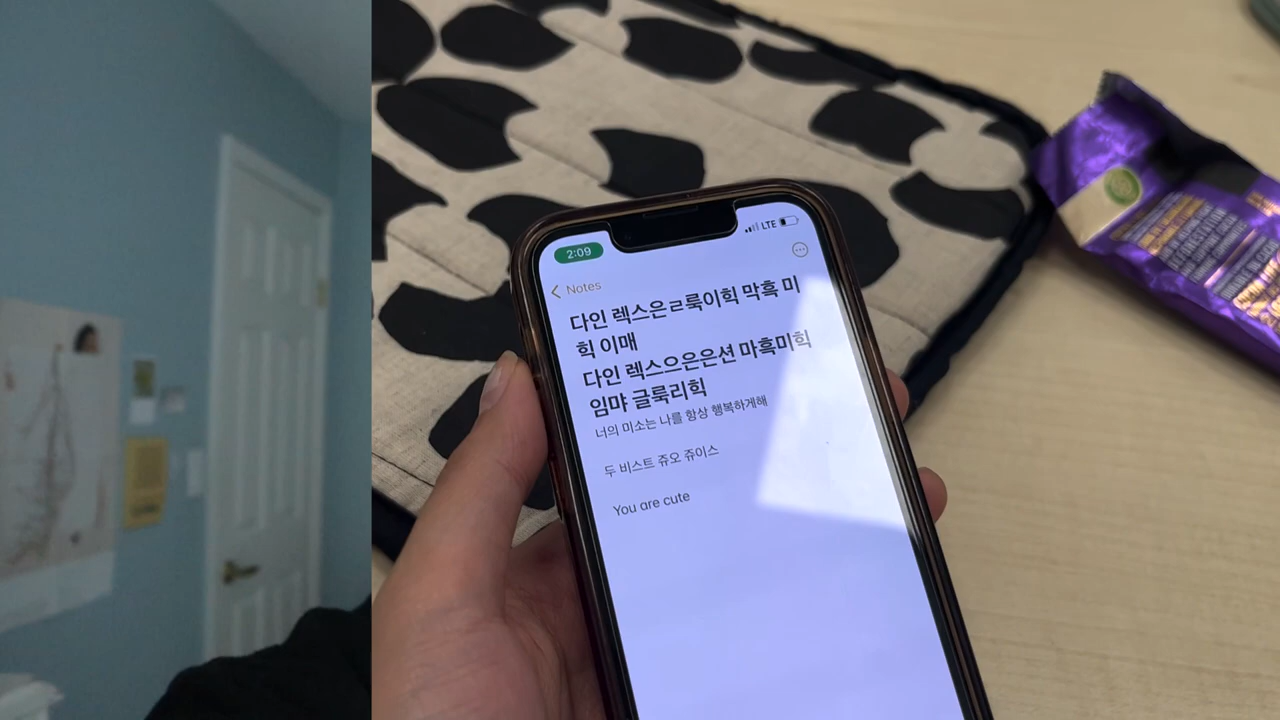 2:09
LTE
Notes
다인 렉스은ㄹ룩이힉 막흑 미
힉 이매
다인 렉스으은은션 마흑미힉
임먀 글룩리힉
너의 미소는 나를 항상 행복하게해
두 비스트 쥬오 쥬이스
You are cute